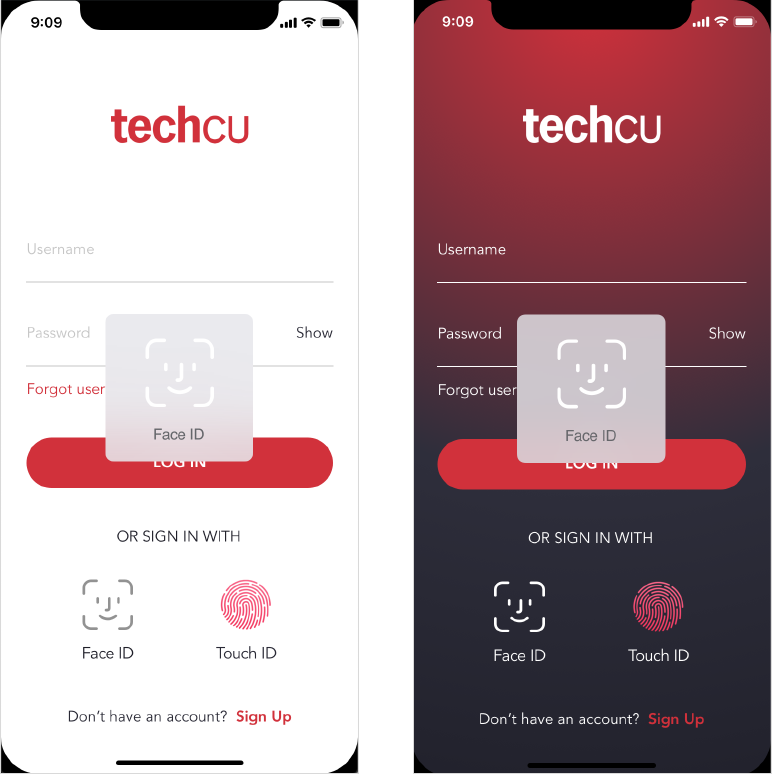 9:09
techcu
Username
Password
Show
Forgot user
Face ID
LOG IN
OR SIGN IN WITH
Face ID
Touch ID
Don't have an account? Sign Up
9:09
techcu
Username
Password
Show
Forgot user
Face ID
LOG IN
OR SIGN IN WITH
Face ID
Touch ID
Don't have an account? Sign Up